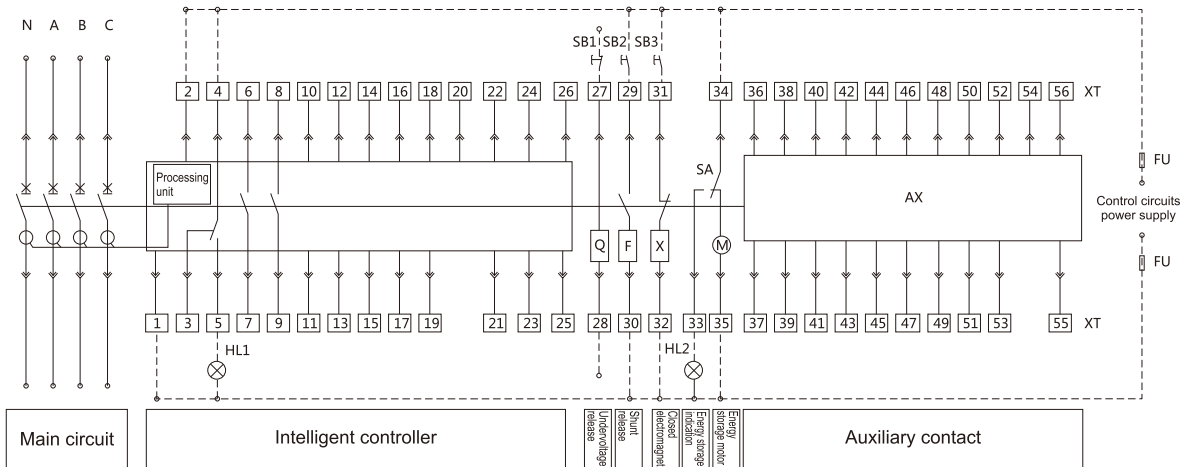 N A B C
SB1 SB2 SB3
2 4 6 8 10 12 14 16 18 20 22 24 26 27 29 31 34 36 38 40 42 44 46 48 50 52 54 56 XT
FU
Processing
unit
SA
AX
Control circuits
power supply
Q F X M
FU
1 3 5 7 9 11 13 15 17 19 21 23 25 28 30 32 33 35 37 39 41 43 45 47 49 51 53 55 XT
HL1
HL2
Main circuit
Intelligent controller
Undervoltage
release
Shunt
release
Closed
electromagnet
Energy storage
indication
Energy
storage motor
Auxiliary contact